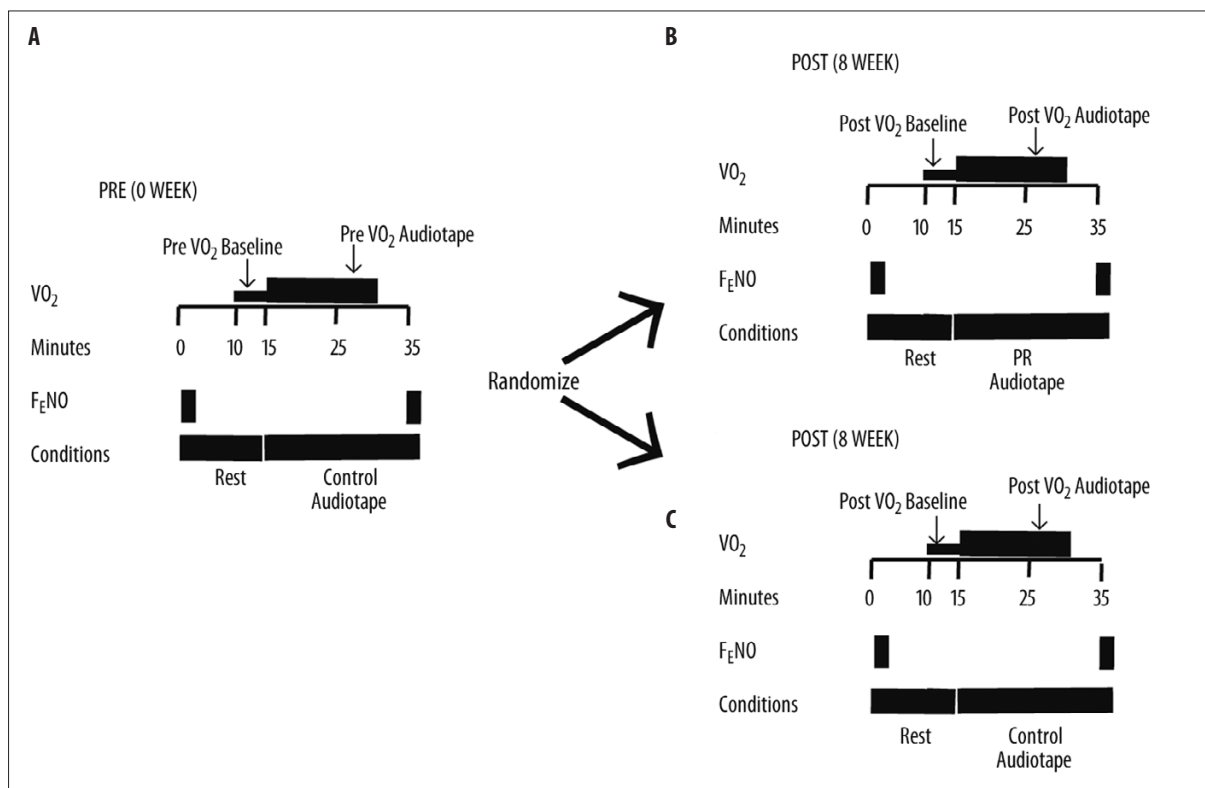 A
PRE (0 WEEK)
Pre VO₂ Baseline
Pre VO₂ Audiotape
VO₂
Minutes 0 10 15 25 35
FENO
Conditions
Rest
Control
Audiotape
Randomize
B
POST (8 WEEK)
Post VO₂ Baseline
Post VO₂ Audiotape
VO₂
Minutes 0 10 15 25 35
FENO
Conditions
Rest
PR
Audiotape
POST (8 WEEK)
C
Post VO₂ Baseline
Post VO₂ Audiotape
VO₂
Minutes 0 10 15 25 35
FENO
Conditions
Rest
Control
Audiotape